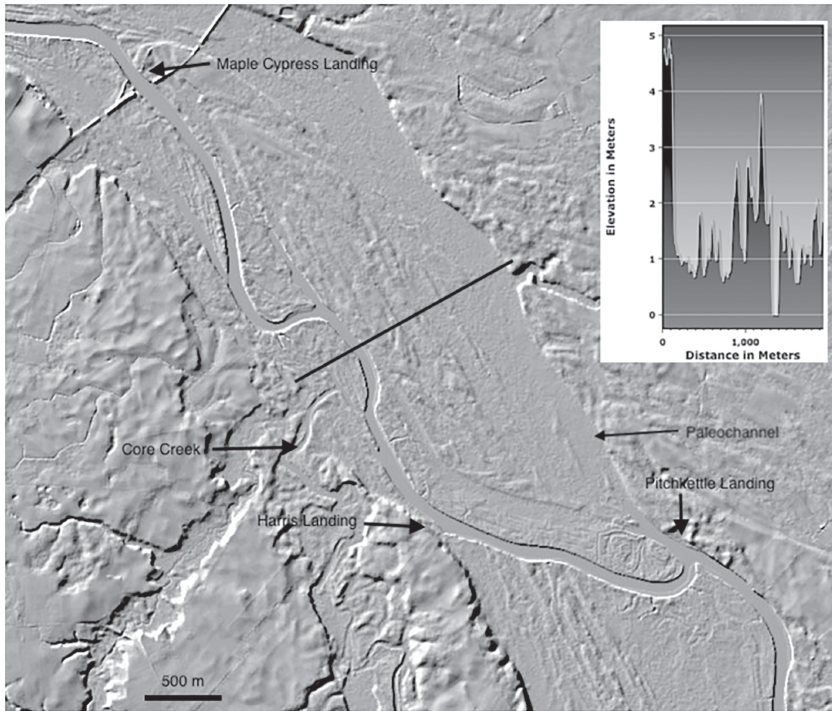 Maple Cypress Landing
Elevation in Meters
5
4
3
2
1
0
0
1,000
Distance in Meters
Paleochannel
Core Creek
Pitchkettle Landing
Harris Landing
500 m